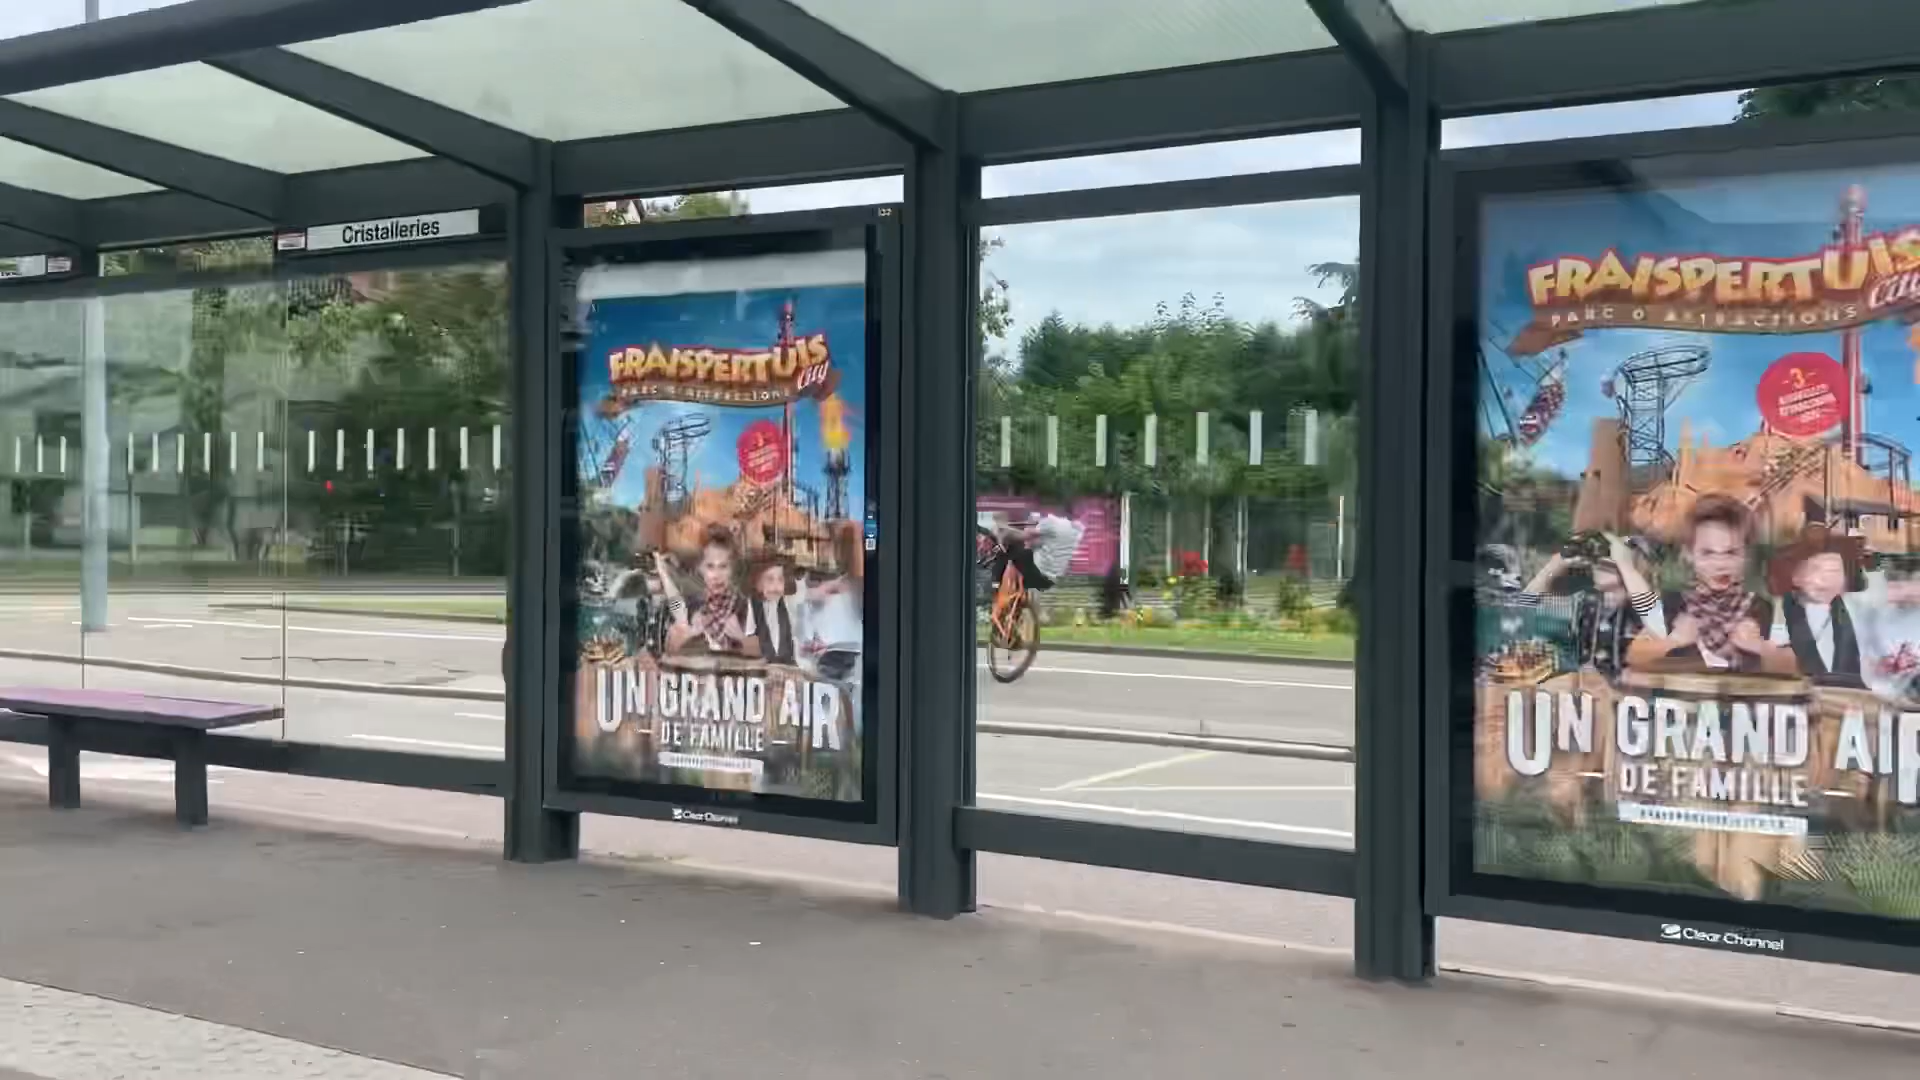 Cristalleries
FRAISPERTUIS
City
PARC D'ATTRACTIONS
UN GRAND AIR
DE FAMILLE
Clear Channel
FRAISPERTUIS
City
PARC D'ATTRACTIONS
-3-
UN GRAND AIR
DE FAMILLE
Clear Channel